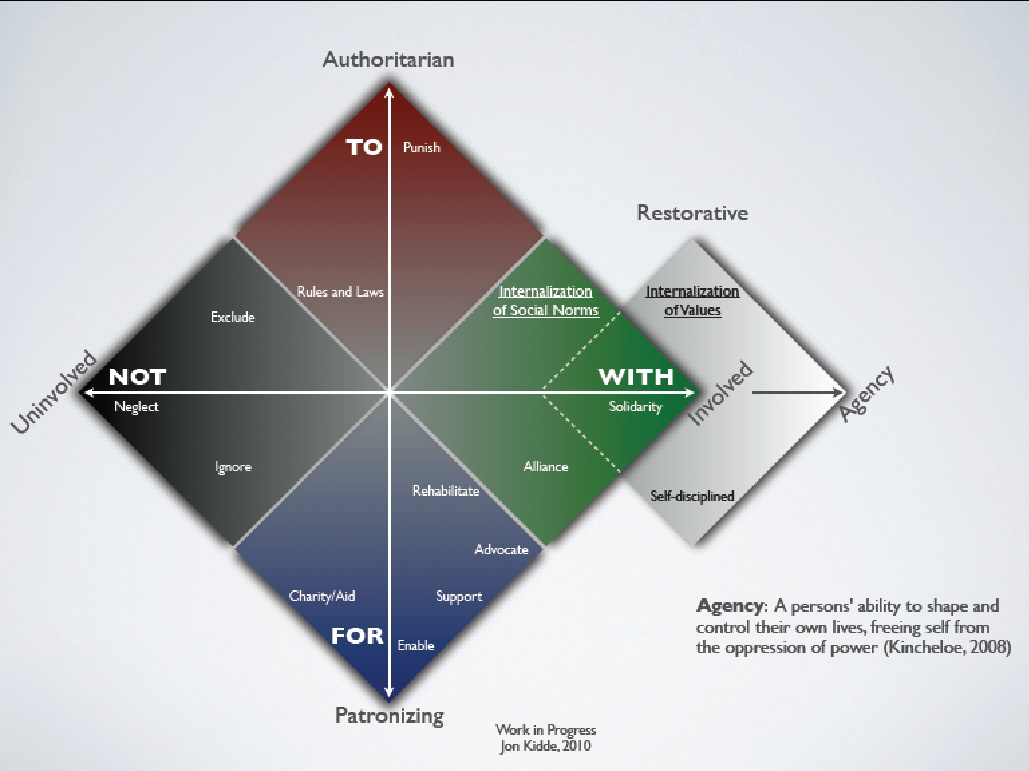 Authoritarian
TO
Punish
Restorative
Rules and Laws
Internalization
of Social Norms
Internalization
of Values
Exclude
Uninvolved
NOT
WITH
Involved
Agency
Neglect
Solidarity
Ignore
Alliance
Rehabilitate
Self-disciplined
Advocate
Charity/Aid
Support
FOR
Enable
Agency: A persons' ability to shape and
control their own lives, freeing self from
the oppression of power (Kincheloe, 2008)
Patronizing
Work in Progress
Jon Kidde, 2010